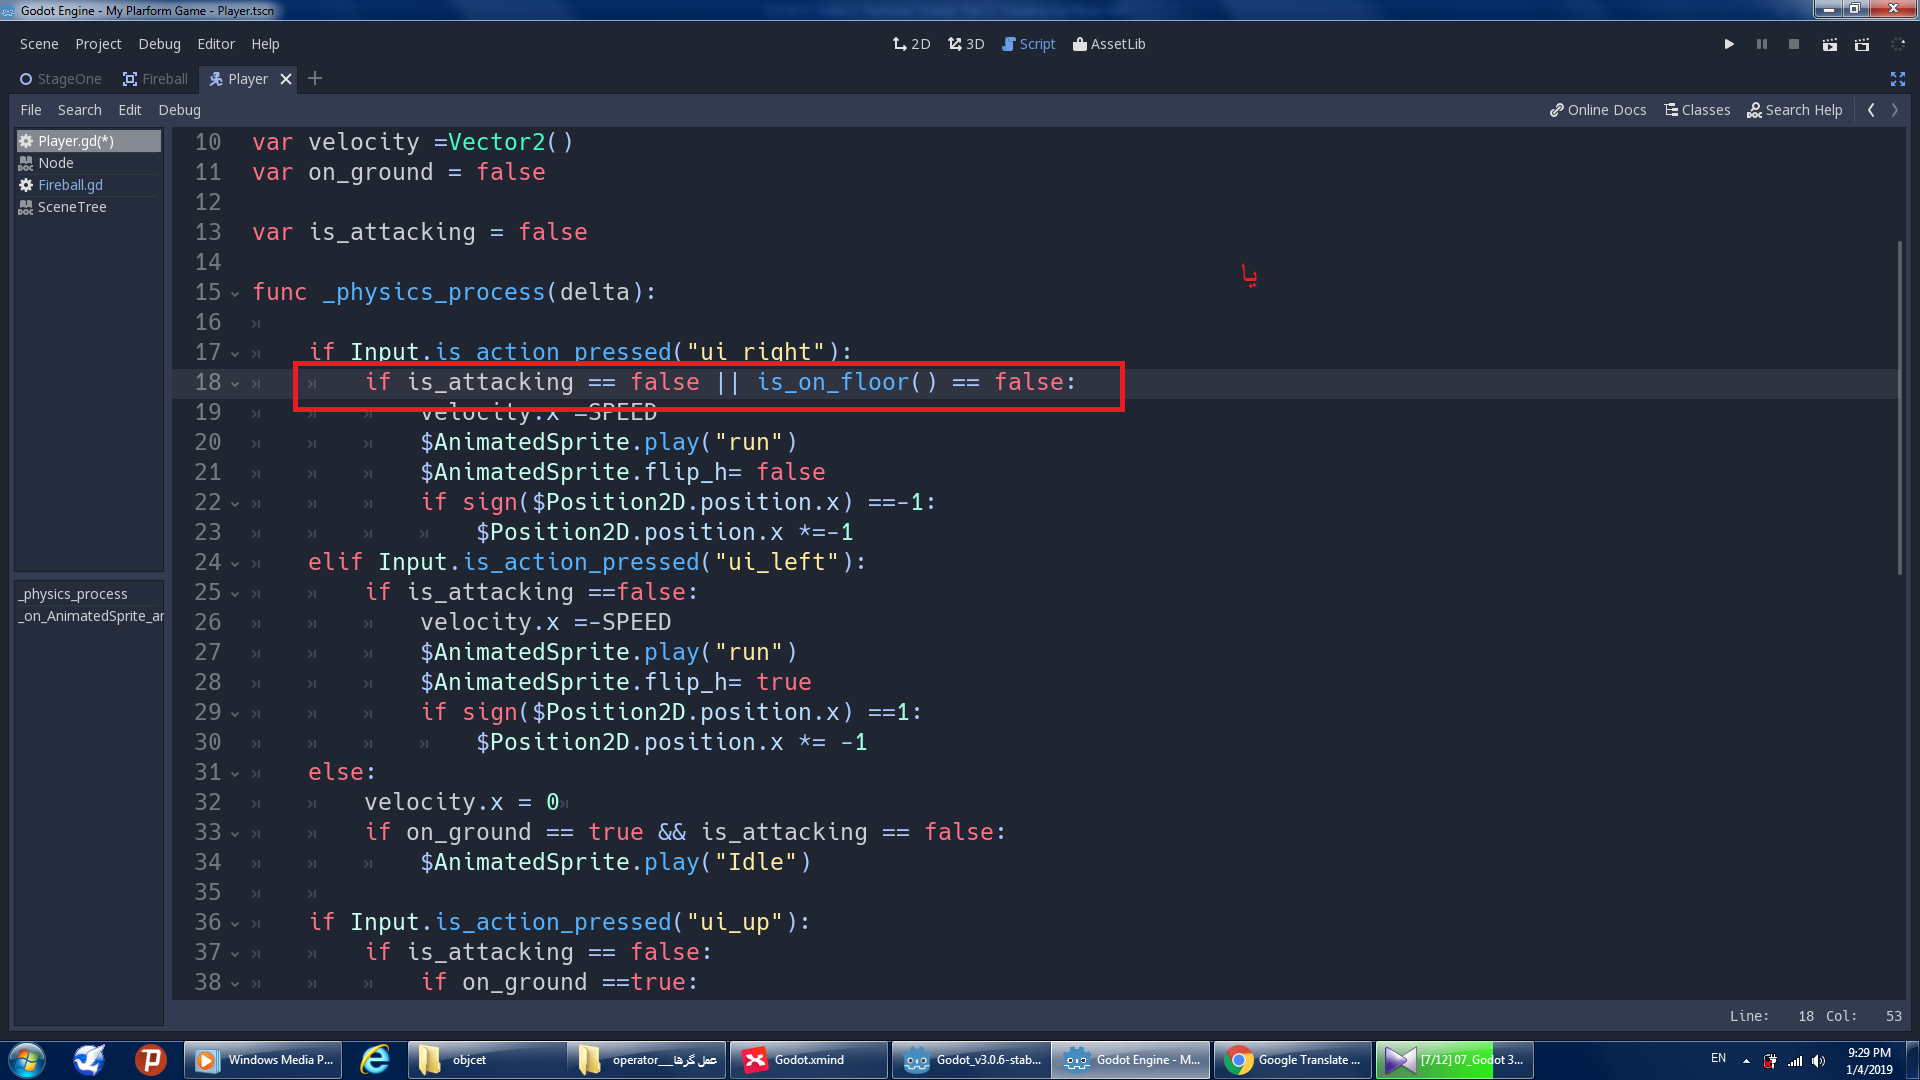 Godot Engine - My Plarform Game - Player.tscn
Scene Project Debug Editor Help
2D 3D Script AssetLib
StageOne Fireball Player
File Search Edit Debug
Online Docs Classes Search Help
Player.gd(*)
Node
Fireball.gd
SceneTree
_physics_process
_on_AnimatedSprite_ar
10 var velocity =Vector2()
11 var on_ground = false
12
13 var is_attacking = false
14
یا
15 func _physics_process(delta):
16
17 if Input.is_action_pressed("ui_right"):
18 if is_attacking == false || is_on_floor() == false:
19 velocity.x =SPEED
20 $AnimatedSprite.play("run")
21 $AnimatedSprite.flip_h= false
22 if sign($Position2D.position.x) ==-1:
23 $Position2D.position.x *=-1
24 elif Input.is_action_pressed("ui_left"):
25 if is_attacking ==false:
26 velocity.x =-SPEED
27 $AnimatedSprite.play("run")
28 $AnimatedSprite.flip_h= true
29 if sign($Position2D.position.x) ==1:
30 $Position2D.position.x *= -1
31 else:
32 velocity.x = 0
33 if on_ground == true && is_attacking == false:
34 $AnimatedSprite.play("Idle")
35
36 if Input.is_action_pressed("ui_up"):
37 if is_attacking == false:
38 if on_ground ==true:
Line: 18 Col: 53
Windows Media P... objcet operator__عملگرها Godot.xmind Godot_v3.0.6-stab... Godot Engine - M... Google Translate ... [7/12] 07_Godot 3... EN 9:29 PM
1/4/2019